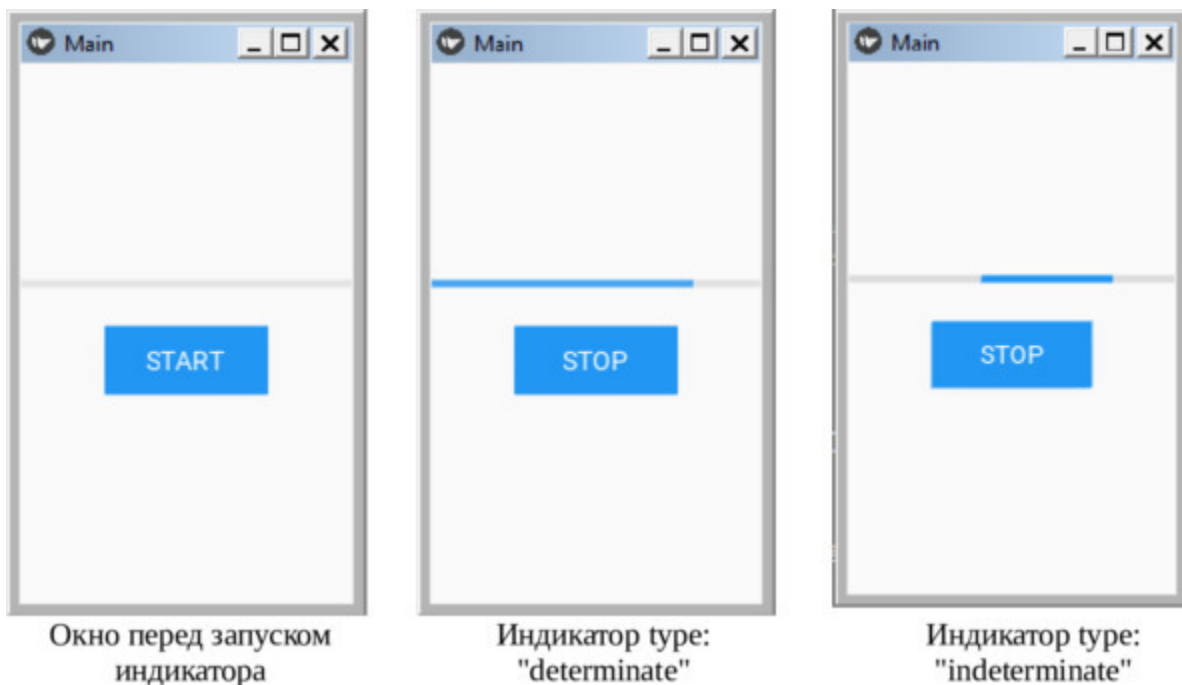 Main
START
Окно перед запуском
индикатора
Main
STOP
Индикатор type:
"determinate"
Main
STOP
Индикатор type:
"indeterminate"